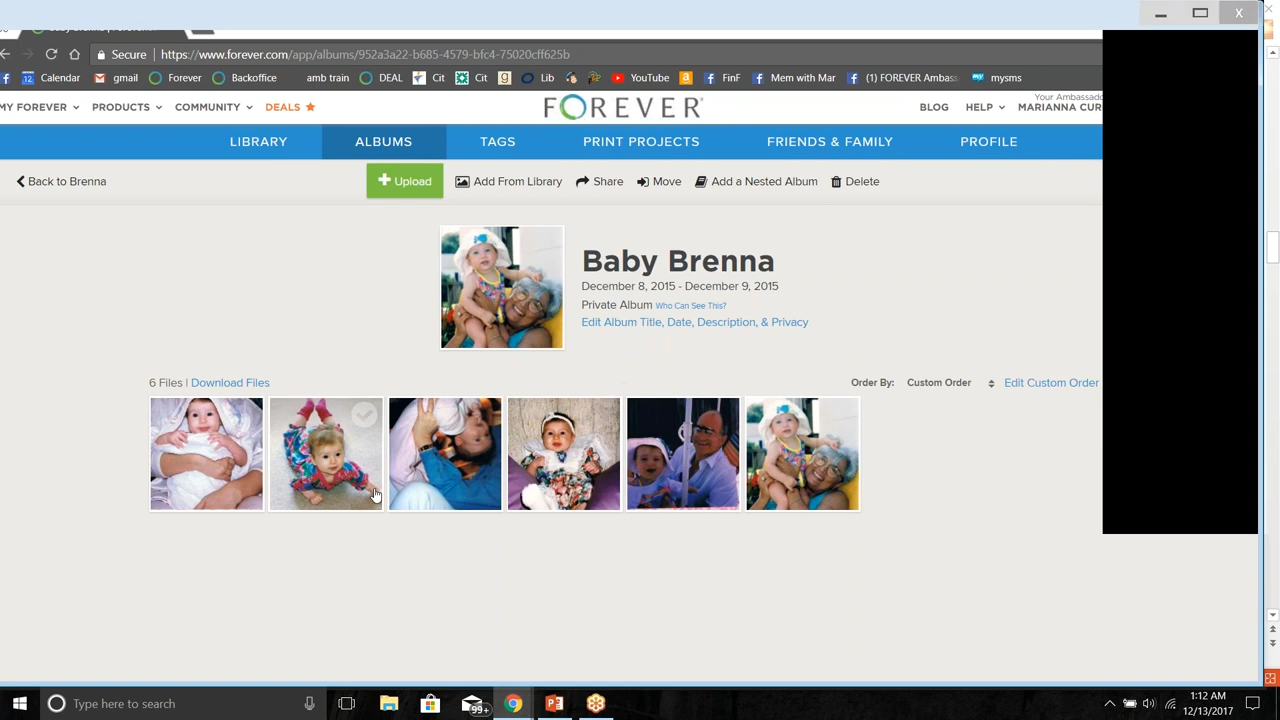 X
Secure | https://www.forever.com/app/albums/952a3a22-b685-4579-bfc4-75020cff625b
Calendar gmail Forever Backoffice amb train DEAL Cit Cit Lib YouTube FinF Mem with Mar (1) FOREVER Ambass mysms
MY FOREVER PRODUCTS COMMUNITY DEALS FOREVER BLOG HELP Your Ambassado
MARIANNA CUR
LIBRARY ALBUMS TAGS PRINT PROJECTS FRIENDS & FAMILY PROFILE
Back to Brenna + Upload Add From Library Share Move Add a Nested Album Delete
Baby Brenna
December 8, 2015 - December 9, 2015
Private Album Who Can See This?
Edit Album Title, Date, Description, & Privacy
6 Files | Download Files Order By: Custom Order Edit Custom Order
Type here to search 99+ 1:12 AM
12/13/2017